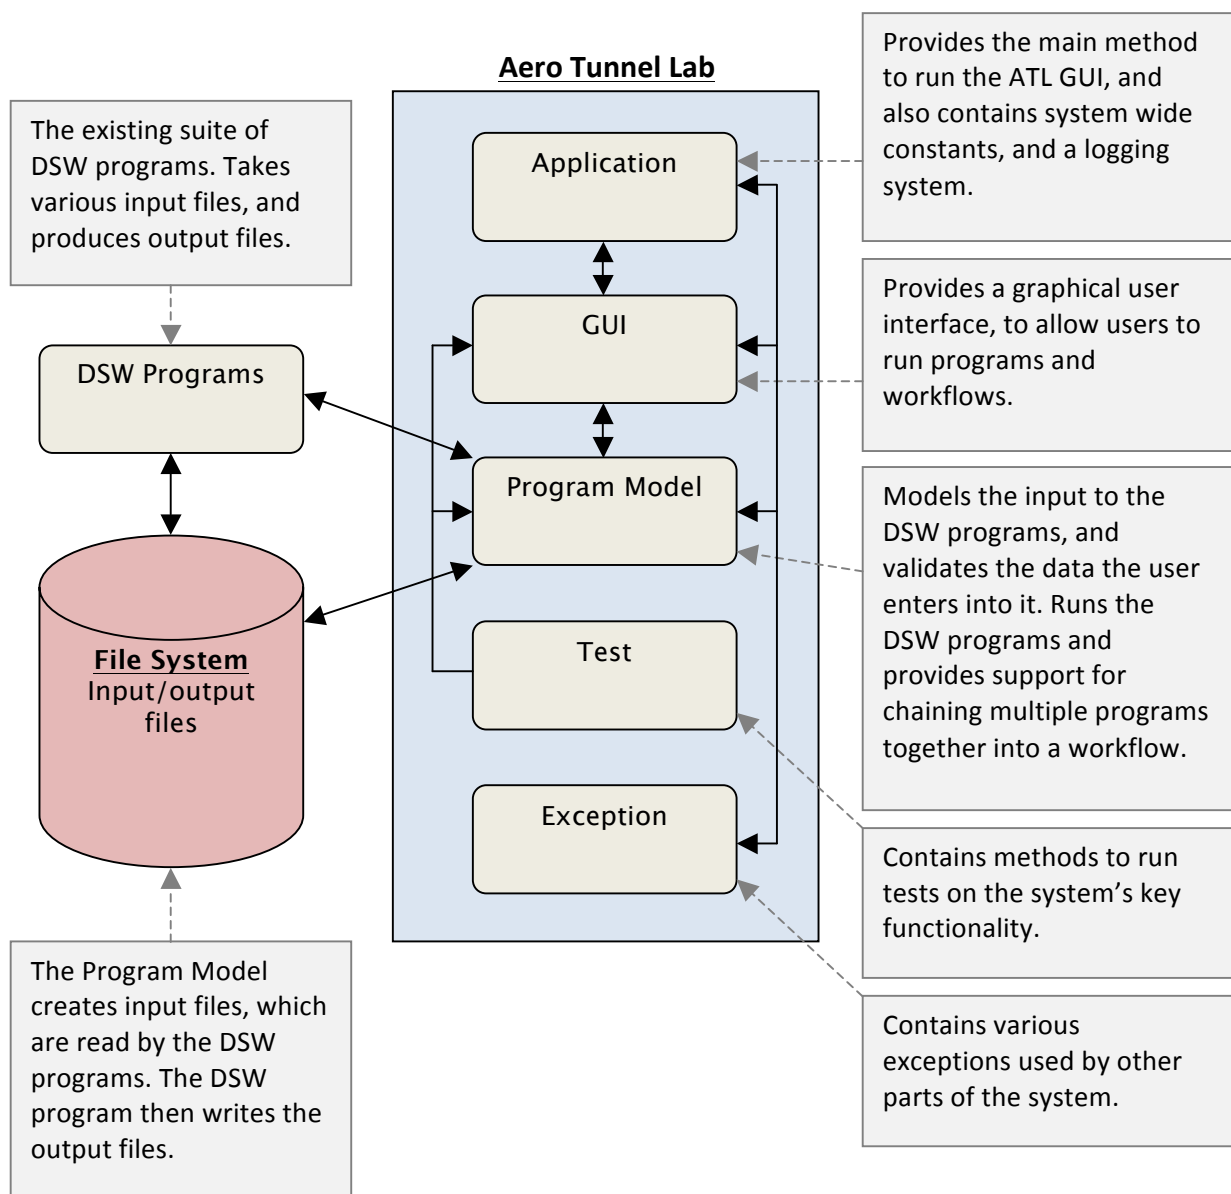 Aero Tunnel Lab
The existing suite of
DSW programs. Takes
various input files, and
produces output files.
DSW Programs
File System
Input/output
files
The Program Model
creates input files, which
are read by the DSW
programs. The DSW
program then writes the
output files.
Application
GUI
Program Model
Test
Exception
Provides the main method
to run the ATL GUI, and
also contains system wide
constants, and a logging
system.
Provides a graphical user
interface, to allow users to
run programs and
workflows.
Models the input to the
DSW programs, and
validates the data the user
enters into it. Runs the
DSW programs and
provides support for
chaining multiple programs
together into a workflow.
Contains methods to run
tests on the system’s key
functionality.
Contains various
exceptions used by other
parts of the system.